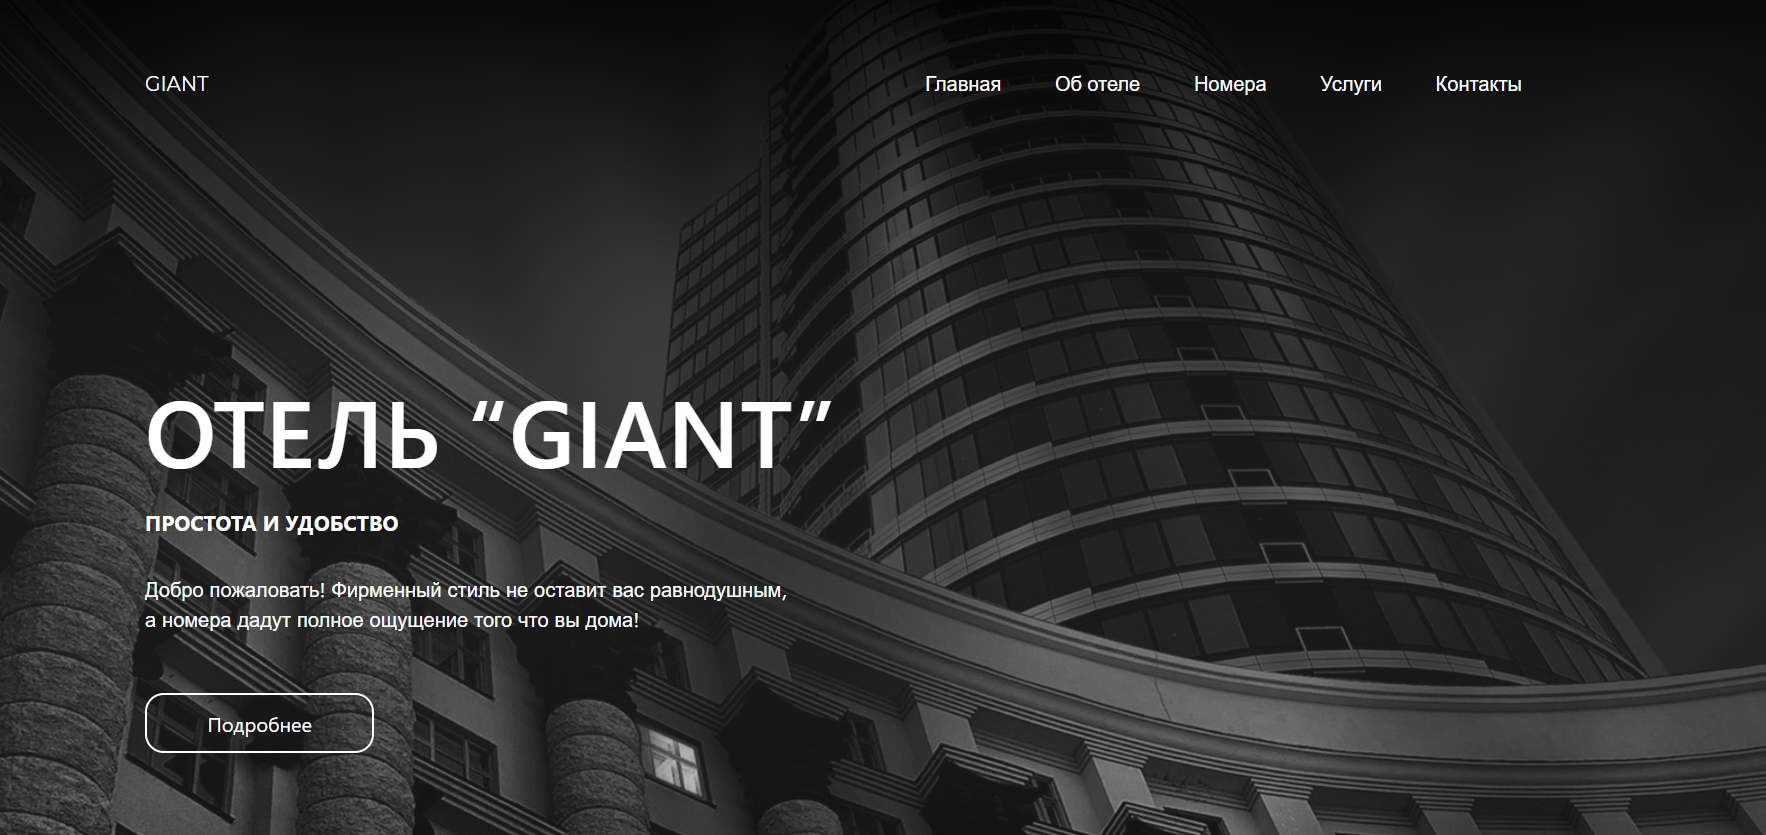 GIANT
Главная Об отеле Номера Услуги Контакты
ОТЕЛЬ “GIANT”
ПРОСТОТА И УДОБСТВО
Добро пожаловать! Фирменный стиль не оставит вас равнодушным,
а номера дадут полное ощущение того что вы дома!
Подробнее